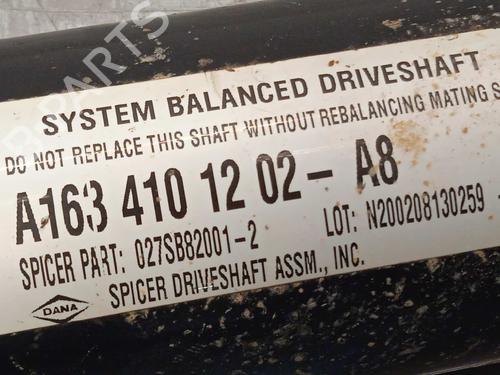 SYSTEM BALANCED DRIVESHAFT
DO NOT REPLACE THIS SHAFT WITHOUT REBALANCING MATING S
A163 410 12 02- A8
SPICER PART: 027SB82001-2 LOT: N200208130259
SPICER DRIVESHAFT ASSM., INC.
DANA